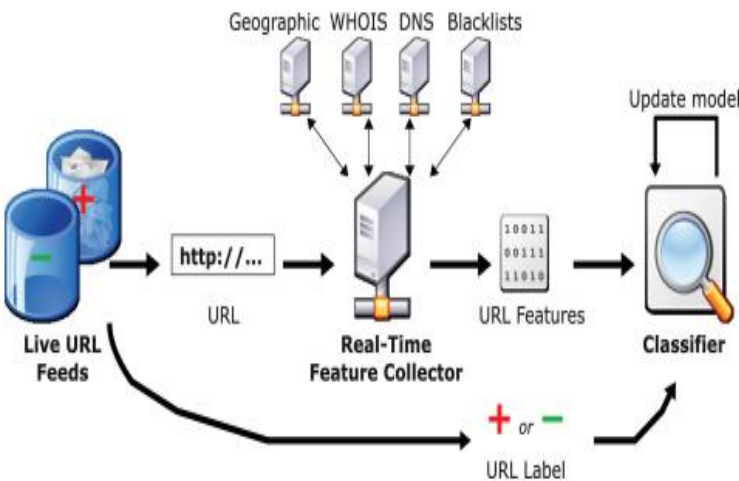 Geographic WHOIS DNS Blacklists
Update model
+
−
http://...
10011
00111
11010
URL
URL Features
Live URL
Feeds
Real-Time
Feature Collector
Classifier
+ or −
URL Label